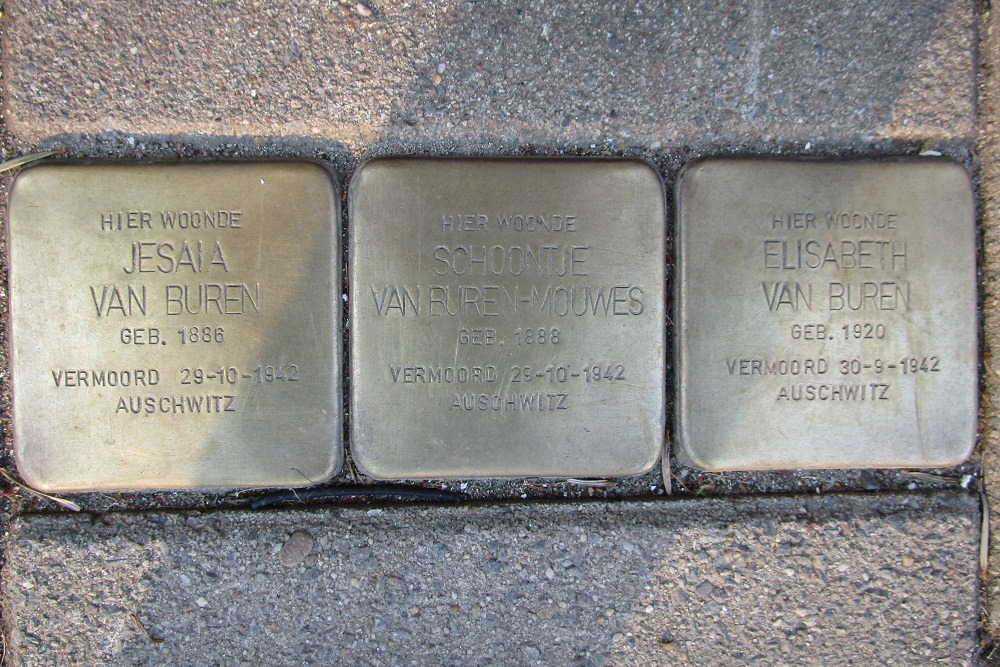 HIER WOONDE
JESAIA
VAN BUREN
GEB. 1886
VERMOORD 29-10-1942
AUSCHWITZ
HIER WOONDE
SCHOONTJE
VAN BUREN-MOUWES
GEB. 1888
VERMOORD 29-10-1942
AUSCHWITZ
HIER WOONDE
ELISABETH
VAN BUREN
GEB. 1920
VERMOORD 30-9-1942
AUSCHWITZ